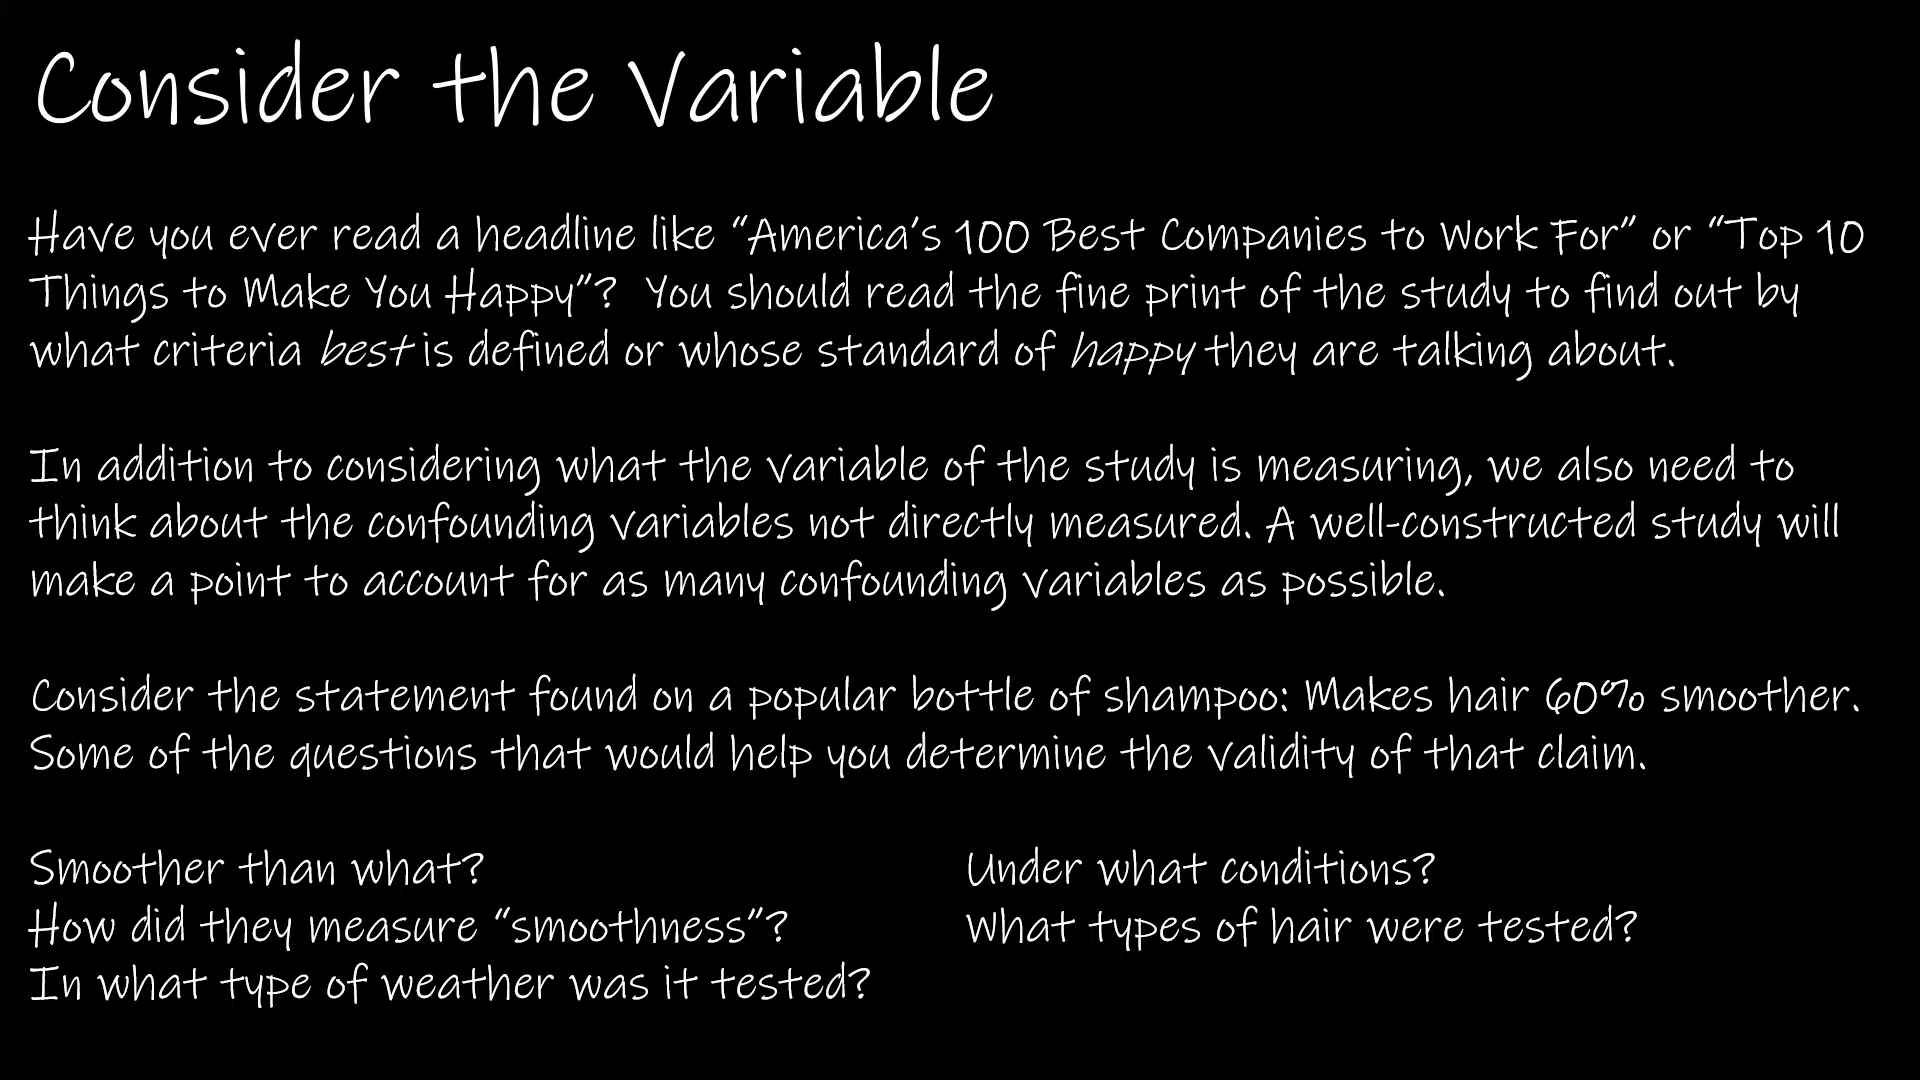 Consider the Variable
Have you ever read a headline like “America’s 100 Best Companies to Work For” or “Top 10
Things to Make You Happy”?  You should read the fine print of the study to find out by
what criteria best is defined or whose standard of happy they are talking about.
In addition to considering what the variable of the study is measuring, we also need to
think about the confounding variables not directly measured. A well-constructed study will
make a point to account for as many confounding variables as possible.
Consider the statement found on a popular bottle of shampoo: Makes hair 60% smoother.
Some of the questions that would help you determine the validity of that claim.
Smoother than what?
How did they measure “smoothness”?
In what type of weather was it tested?
Under what conditions?
What types of hair were tested?